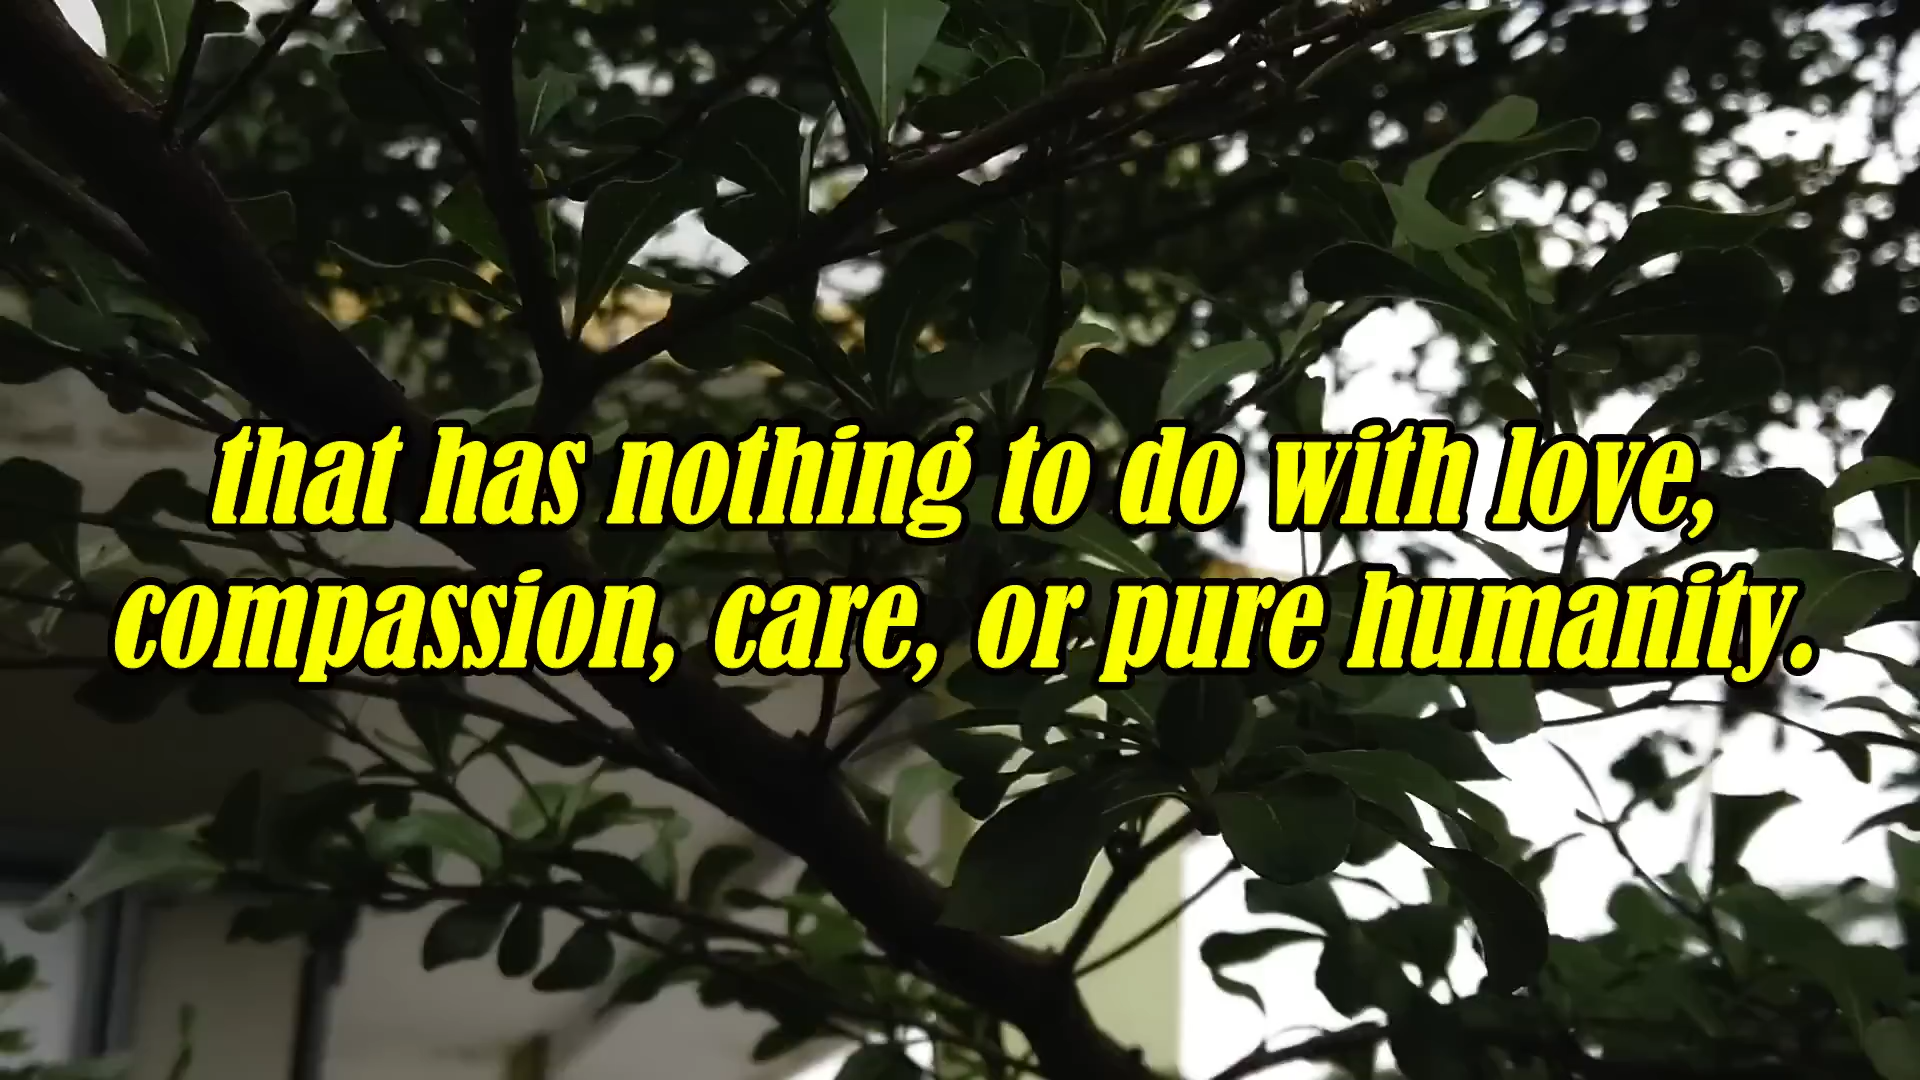 that has nothing to do with love,
compassion, care, or pure humanity.